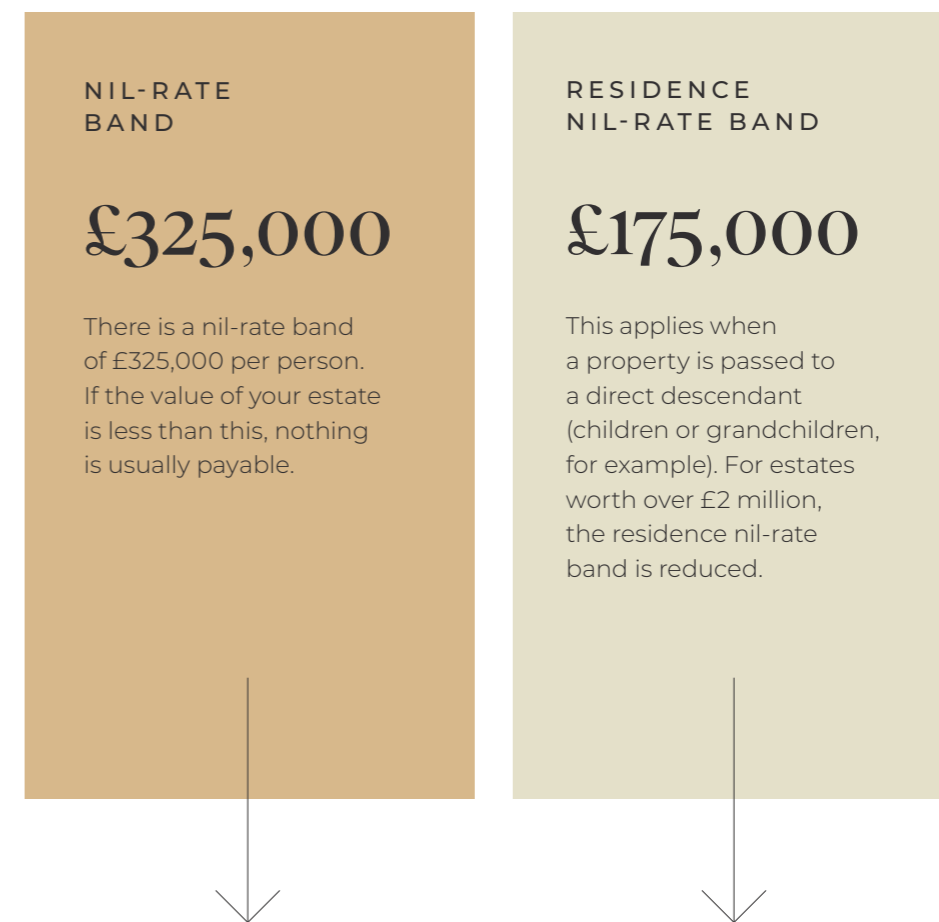 NIL-RATE
BAND
£325,000
There is a nil-rate band
of £325,000 per person.
If the value of your estate
is less than this, nothing
is usually payable.
RESIDENCE
NIL-RATE BAND
£175,000
This applies when
a property is passed to
a direct descendant
(children or grandchildren,
for example). For estates
worth over £2 million,
the residence nil-rate
band is reduced.